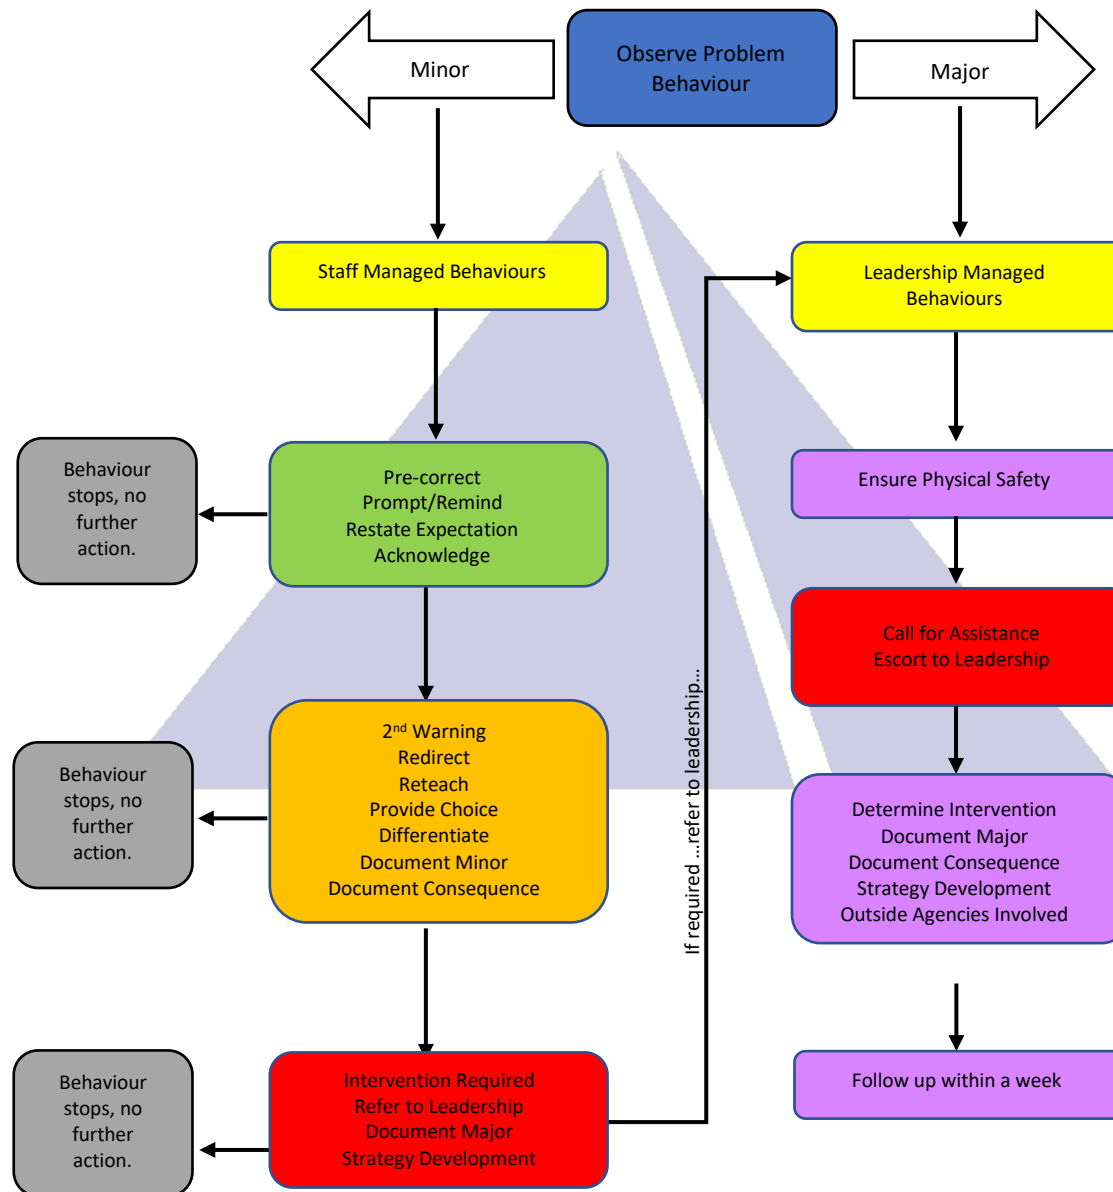 Minor
Observe Problem
Behaviour
Major
Staff Managed Behaviours
Leadership Managed
Behaviours
Behaviour
stops, no
further
action.
Pre-correct
Prompt/Remind
Restate Expectation
Acknowledge
Ensure Physical Safety
Call for Assistance
Escort to Leadership
Behaviour
stops, no
further
action.
2nd Warning
Redirect
Reteach
Provide Choice
Differentiate
Document Minor
Document Consequence
If required ...refer to leadership...
Determine Intervention
Document Major
Document Consequence
Strategy Development
Outside Agencies Involved
Behaviour
stops, no
further
action.
Intervention Required
Refer to Leadership
Document Major
Strategy Development
Follow up within a week